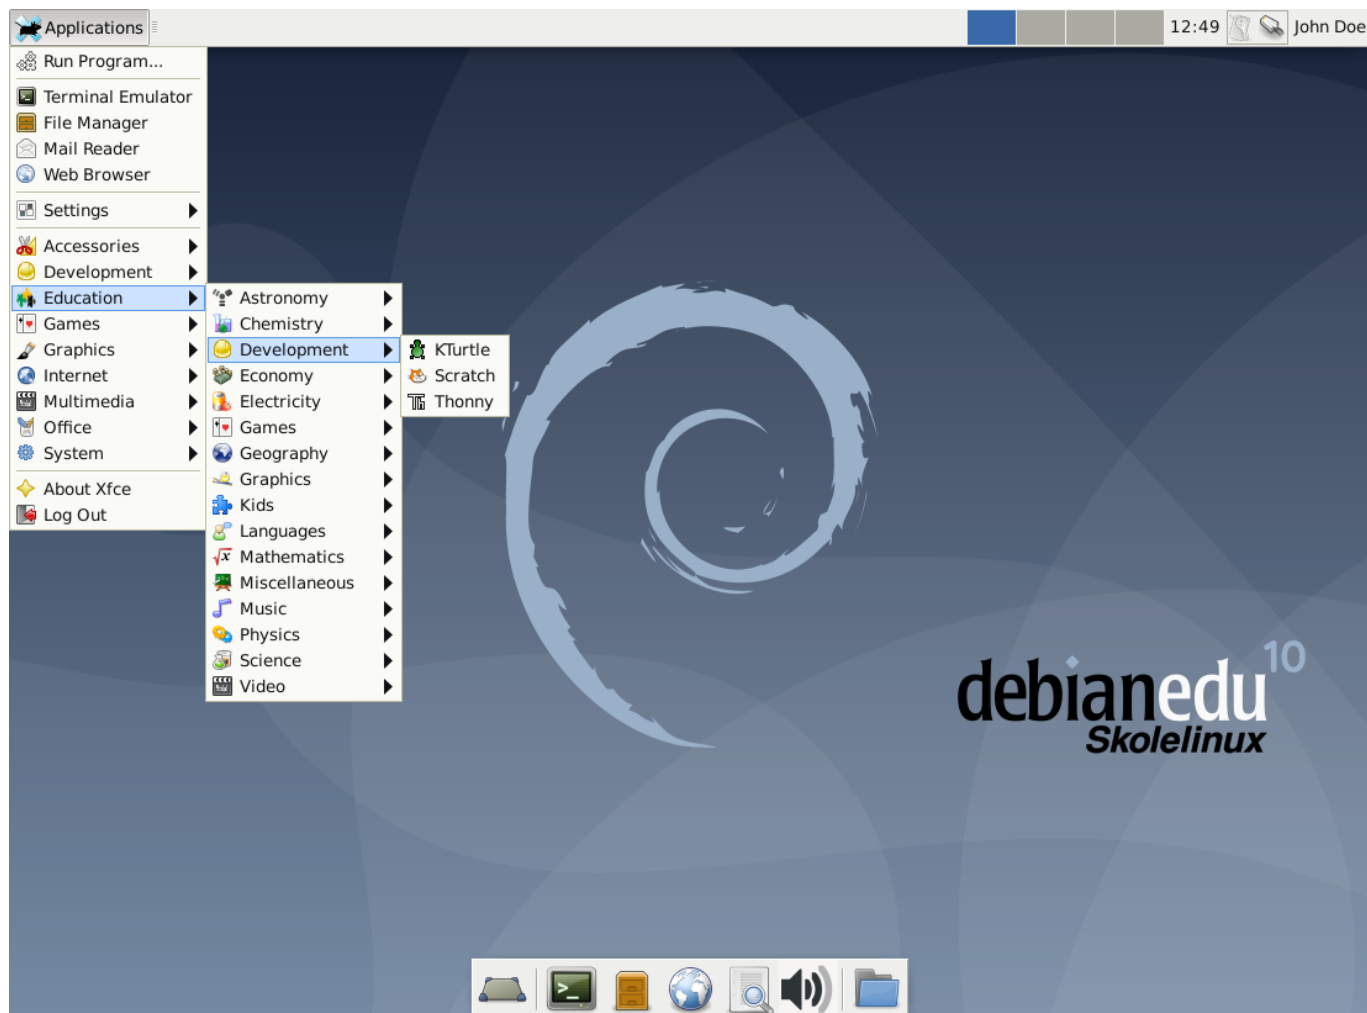 Applications
12:49
John Doe
Run Program...
Terminal Emulator
File Manager
Mail Reader
Web Browser
Settings
Accessories
Development
Education
Games
Graphics
Internet
Multimedia
Office
System
About Xfce
Log Out
Astronomy
Chemistry
Development
Economy
Electricity
Games
Geography
Graphics
Kids
Languages
Mathematics
Miscellaneous
Music
Physics
Science
Video
KTurtle
Scratch
Thonny
debianedu 10
Skolelinux